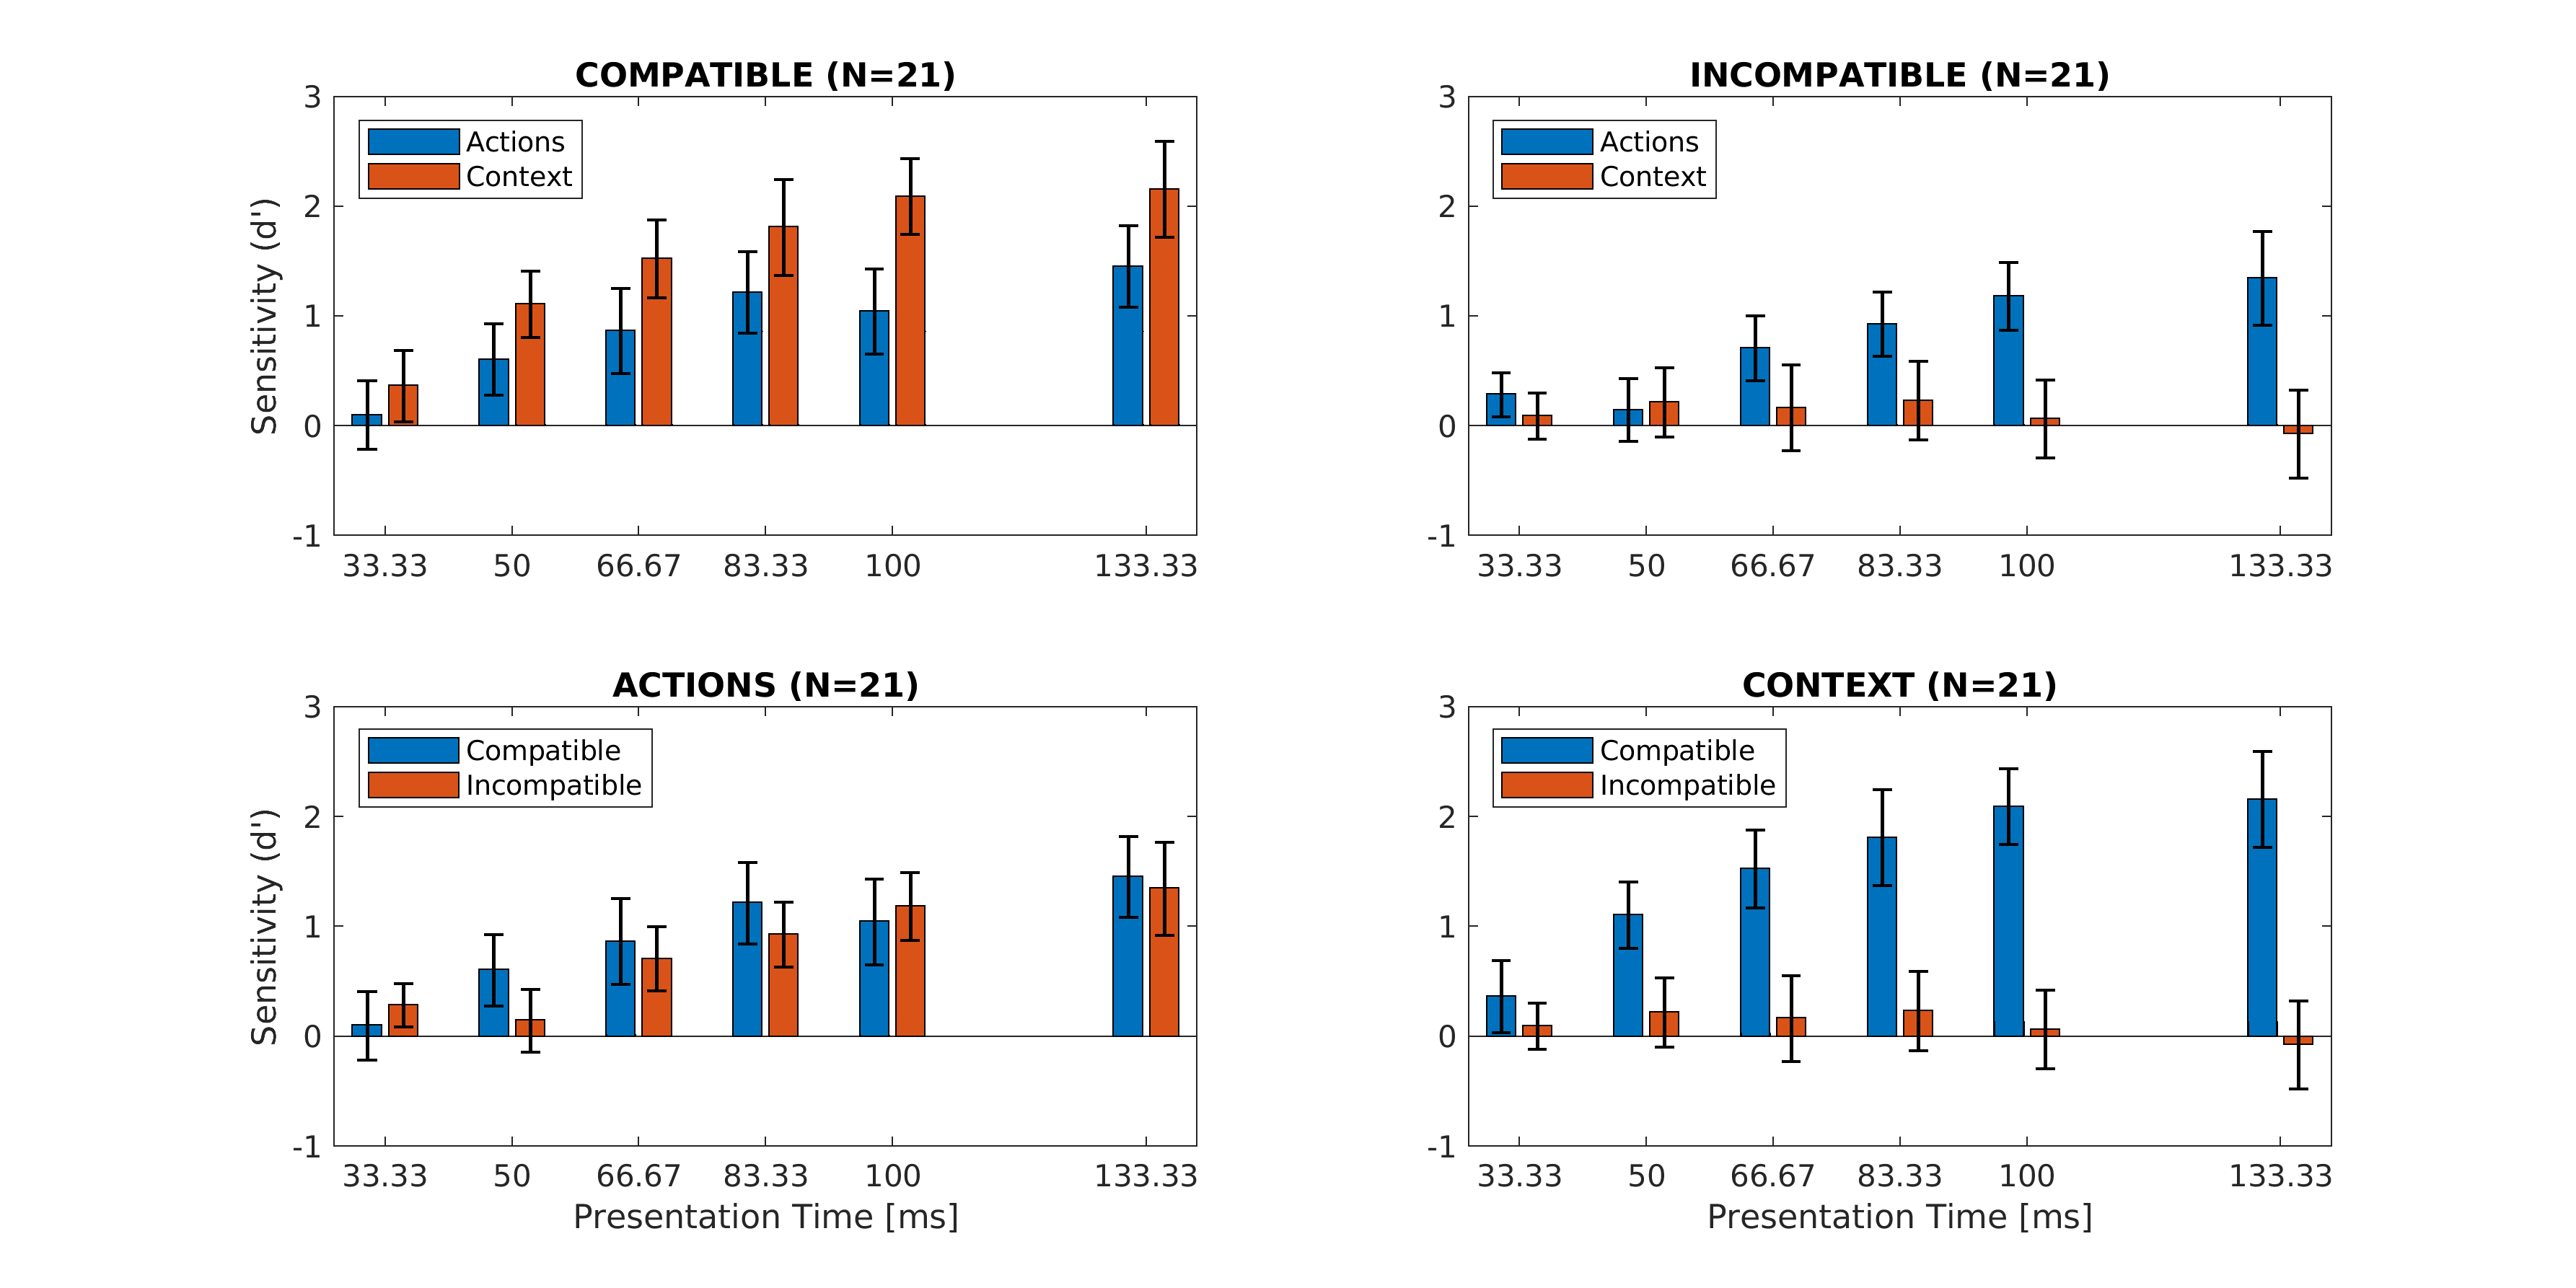 COMPATIBLE (N=21)
3
2
1
0
-1
Sensitivity (d')
Actions
Context
33.33 50 66.67 83.33 100 133.33
INCOMPATIBLE (N=21)
3
2
1
0
-1
Actions
Context
33.33 50 66.67 83.33 100 133.33
ACTIONS (N=21)
3
2
1
0
-1
Sensitivity (d')
Compatible
Incompatible
33.33 50 66.67 83.33 100 133.33
Presentation Time [ms]
CONTEXT (N=21)
3
2
1
0
-1
Compatible
Incompatible
33.33 50 66.67 83.33 100 133.33
Presentation Time [ms]